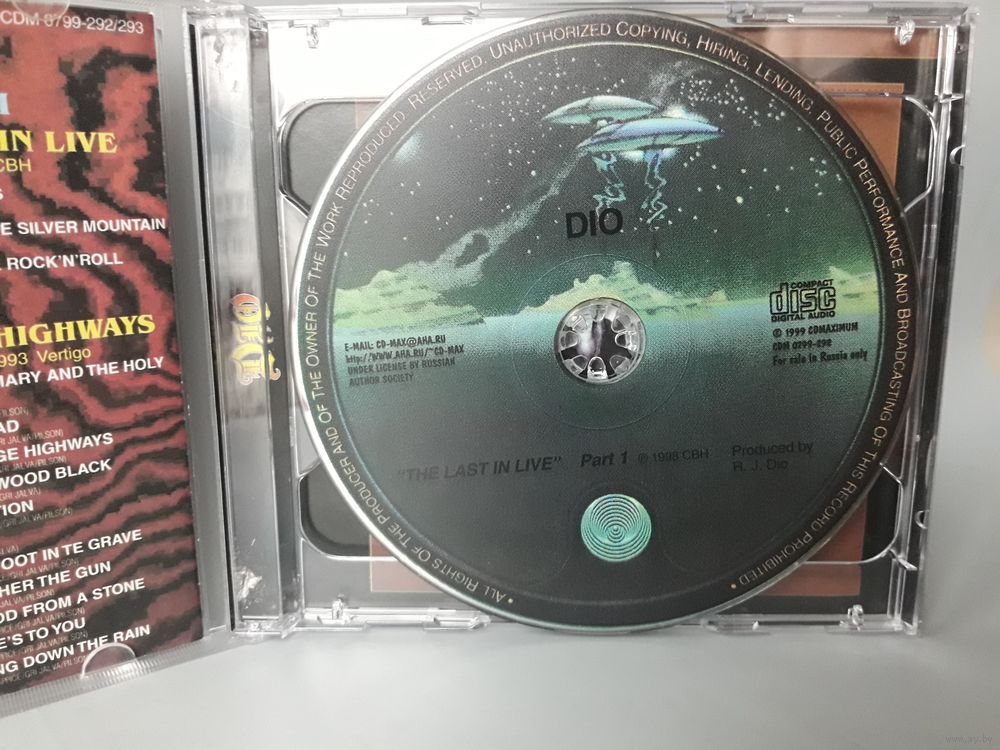 CDM 0799-292/293
IN LIVE
CBH
E SILVER MOUNTAIN
ROCK'N'ROLL
HIGHWAYS
993 Vertigo
MARY AND THE HOLY
AD
GE HIGHWAYS
WOOD BLACK
TION
OOT IN TE GRAVE
HER THE GUN
OD FROM A STONE
E'S TO YOU
NG DOWN THE RAIN
• ALL RIGHTS OF THE PRODUCER AND OF THE OWNER OF THE WORK REPRODUCED RESERVED. UNAUTHORIZED COPYING, HIRING, LENDING, PUBLIC PERFORMANCE AND BROADCASTING OF THIS RECORD PROHIBITED •
DIO
COMPACT
disc
DIGITAL AUDIO
E-MAIL: CD-MAX@AHA.RU
http://WWW.AHA.RU/~CD-MAX
UNDER LICENSE BY RUSSIAN
AUTHOR SOCIETY
© 1999 CDMAXIMUM
CDM 0799-292
For sale in Russia only
"THE LAST IN LIVE" Part 1 ℗ 1998 CBH
Produced by
R. J. Dio
www.ay.by